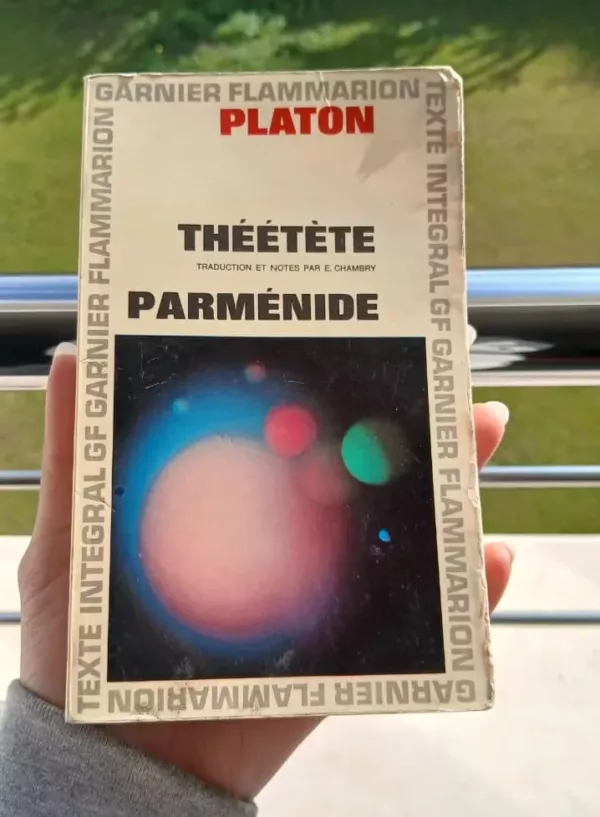 GARNIER FLAMMARION
PLATON
THÉÉTÈTE
TRADUCTION ET NOTES PAR E. CHAMBRY
PARMÉNIDE
TEXTE INTEGRAL GF GARNIER FLAMMARION
TEXTE INTEGRAL GF GARNIER FLAMMARION
GARNIER FLAMMARION